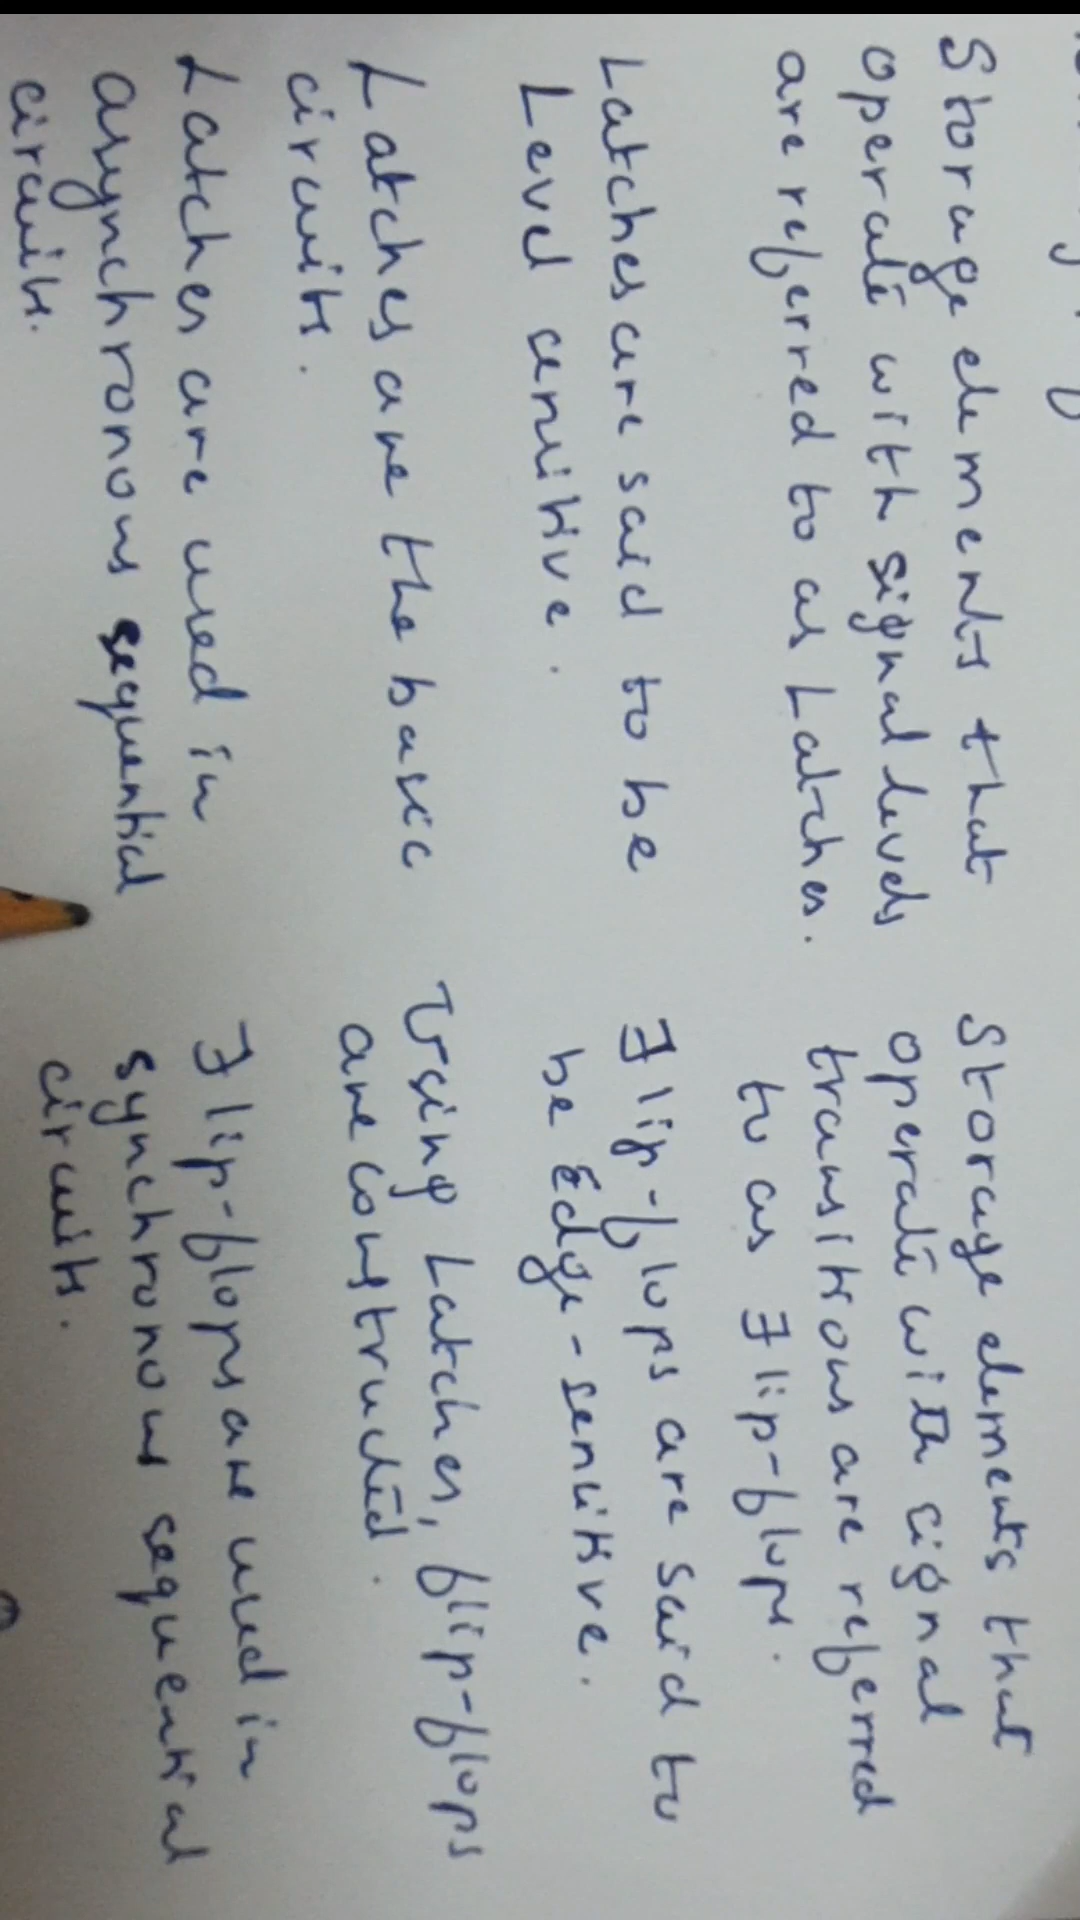 Storage elements that
operate with signal levels
are referred to as Latches.
Latches are said to be
Level sensitive.
Latches are the basic
circuits.
Latches are used in
asynchronous sequential
circuits.
Storage elements that
operate with signal
transitions are referred
to as Flip-flops.
Flip-flops are said to
be Edge-sensitive.
Using Latches, flip-flops
are constructed.
Flip-flops are used in
synchronous sequential
circuits.